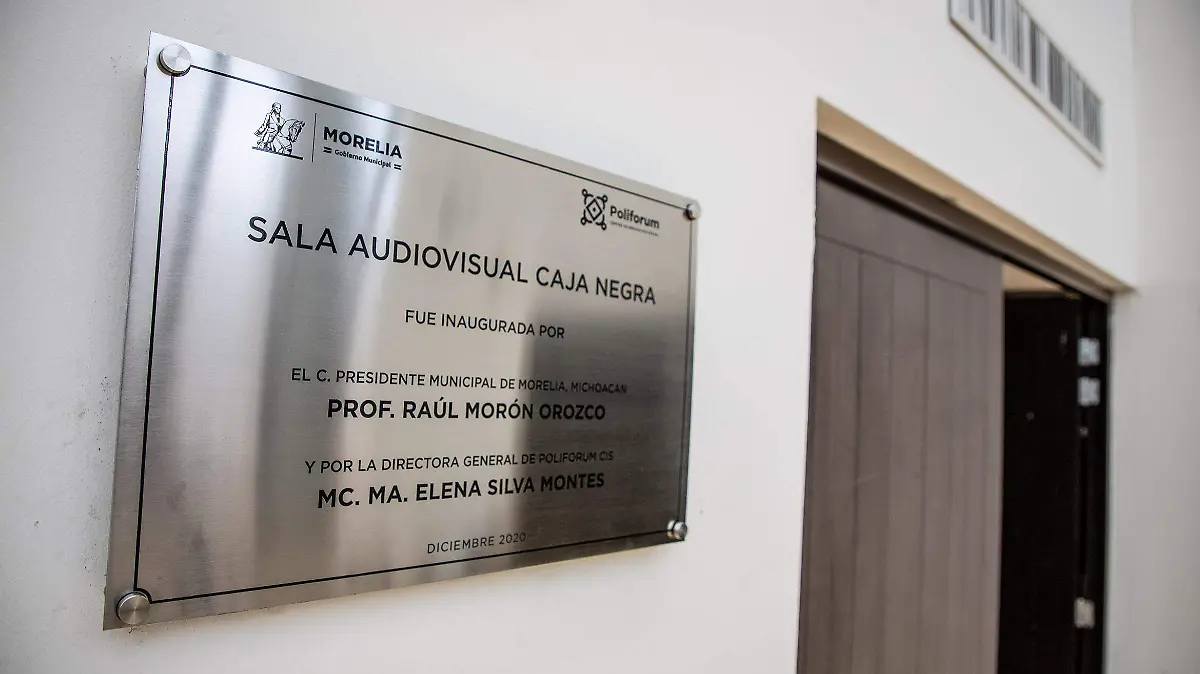 MORELIA
Gobierno Municipal
Poliforum
SALA AUDIOVISUAL CAJA NEGRA
FUE INAUGURADA POR
EL C. PRESIDENTE MUNICIPAL DE MORELIA, MICHOACAN
PROF. RAÚL MORÓN OROZCO
Y POR LA DIRECTORA GENERAL DE POLIFORUM CIS
MC. MA. ELENA SILVA MONTES
DICIEMBRE 2020